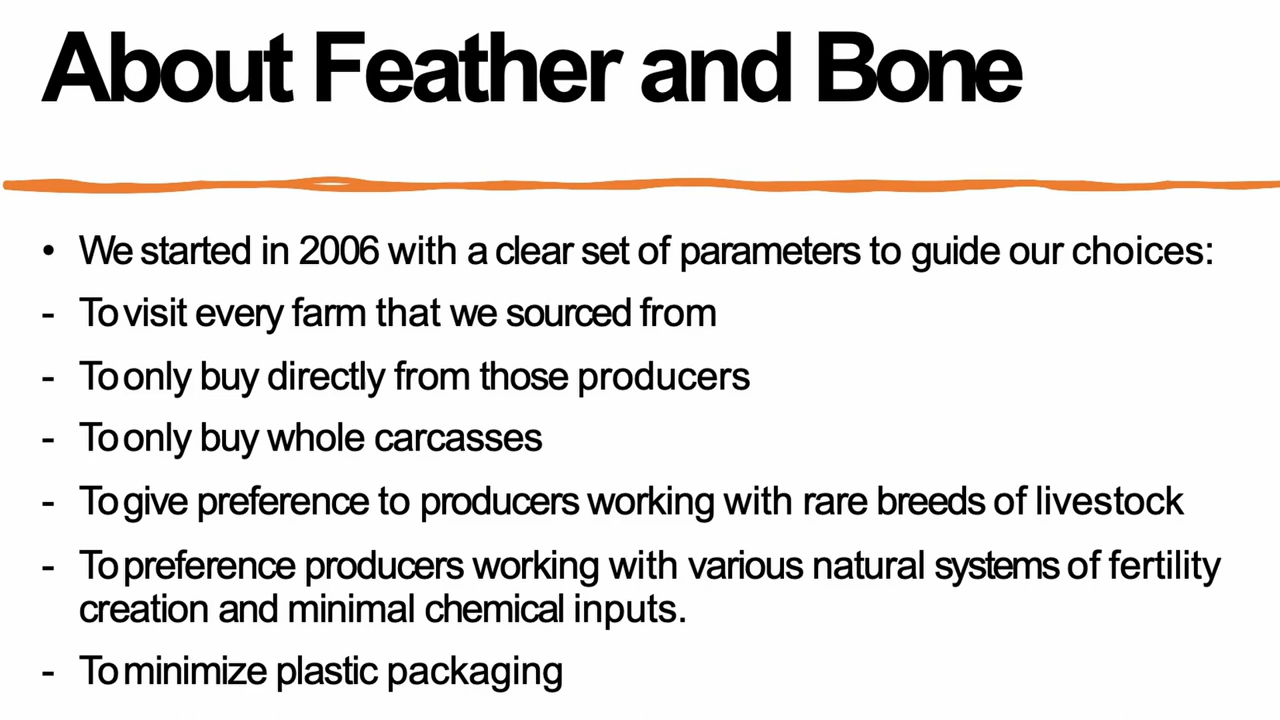 About Feather and Bone
• We started in 2006 with a clear set of parameters to guide our choices:
- To visit every farm that we sourced from
- To only buy directly from those producers
- To only buy whole carcasses
- To give preference to producers working with rare breeds of livestock
- To preference producers working with various natural systems of fertility
creation and minimal chemical inputs.
- To minimize plastic packaging